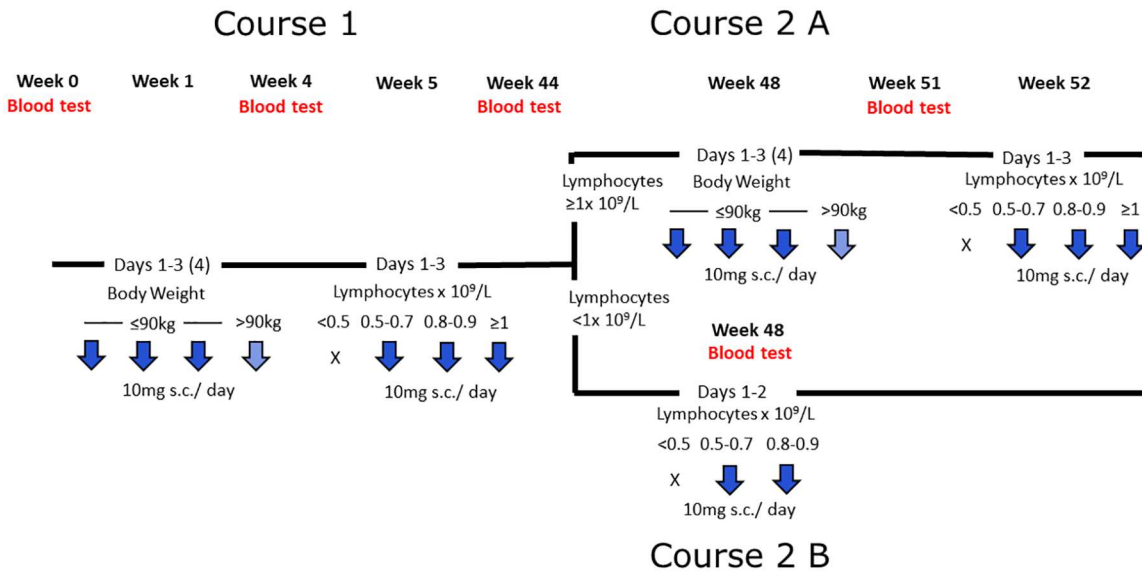 Course 1
Course 2 A
Week 0 Week 1 Week 4 Week 5 Week 44 Week 48 Week 51 Week 52
Blood test Blood test Blood test Blood test
Days 1-3 (4) Days 1-3
Lymphocytes ≥1x 10⁹/L
Body Weight Lymphocytes x 10⁹/L
≤90kg >90kg <0.5 0.5-0.7 0.8-0.9 ≥1
X
10mg s.c./ day 10mg s.c./ day
Days 1-3 (4) Days 1-3
Body Weight Lymphocytes x 10⁹/L
≤90kg >90kg <0.5 0.5-0.7 0.8-0.9 ≥1
X
10mg s.c./ day 10mg s.c./ day
Lymphocytes
<1x 10⁹/L
Week 48
Blood test
Days 1-2
Lymphocytes x 10⁹/L
<0.5 0.5-0.7 0.8-0.9
X
10mg s.c./ day
Course 2 B